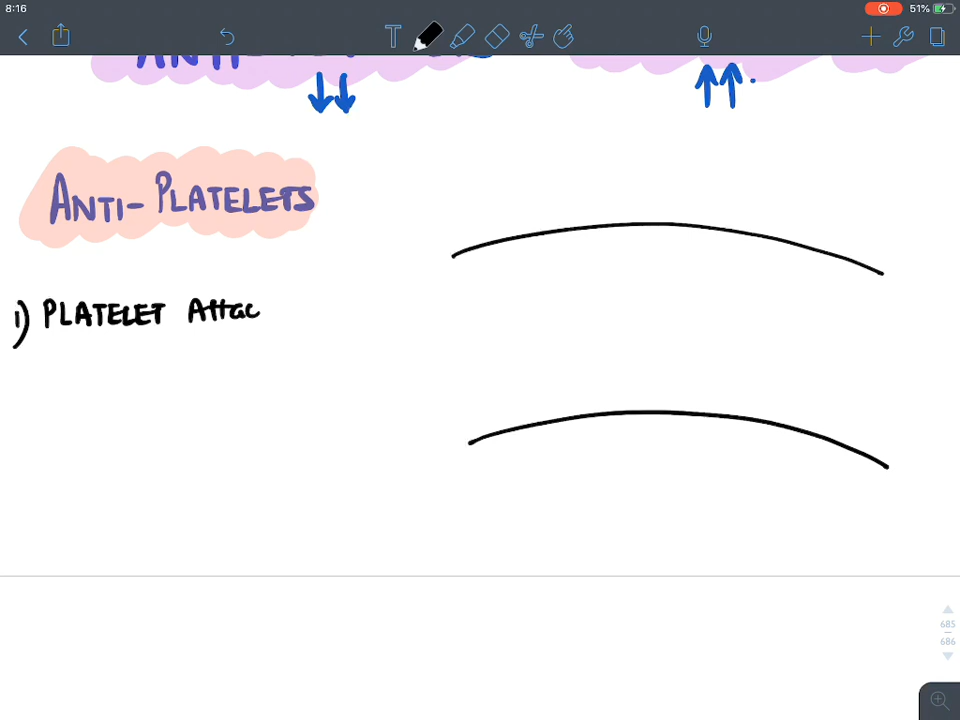 8:16
51%
T
ANTI-PLATELETS
1) PLATELET Attac
685
686